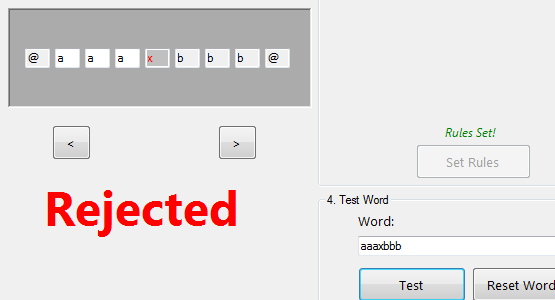 @ a a a x b b b @
< >
Rejected
Rules Set!
Set Rules
4. Test Word
Word:
aaaxbbb
Test Reset Word